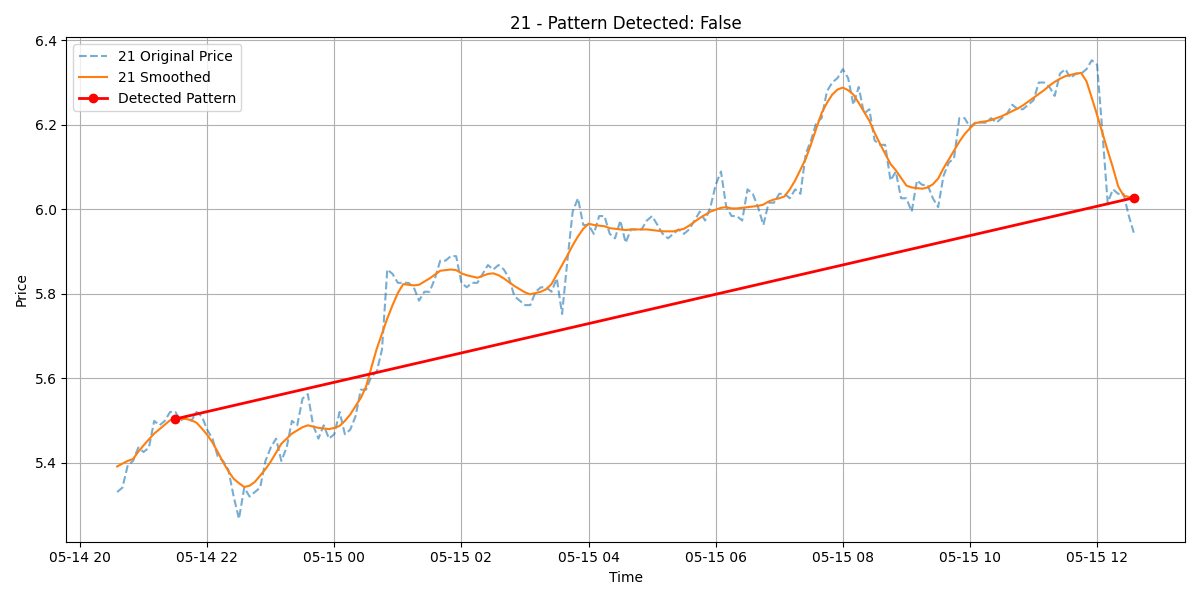 21 - Pattern Detected: False
21 Original Price
21 Smoothed
Detected Pattern
Price
6.4
6.2
6.0
5.8
5.6
5.4
05-14 20
05-14 22
05-15 00
05-15 02
05-15 04
05-15 06
05-15 08
05-15 10
05-15 12
Time